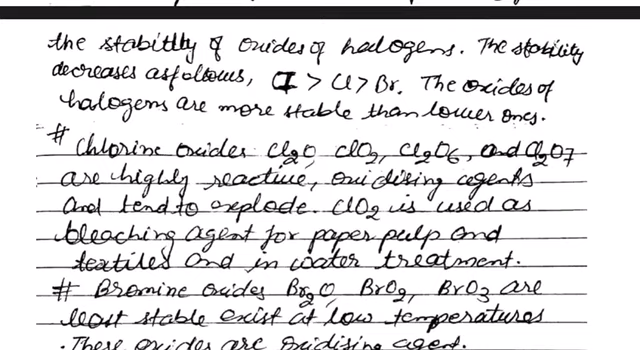 the stability of oxides of halogens. The stability
decreases as follows, I > Cl > Br. The oxides of
halogens are more stable than lower ones.
# Chlorine oxides Cl2O, ClO2, Cl2O6, and Cl2O7
are highly reactive, oxidising agents
and tend to explode. ClO2 is used as
bleaching agent for paper pulp and
textiles and in water treatment.
# Bromine oxides Br2O, BrO2, BrO3 are
least stable exist at low temperatures
. These oxides are oxidising agent.